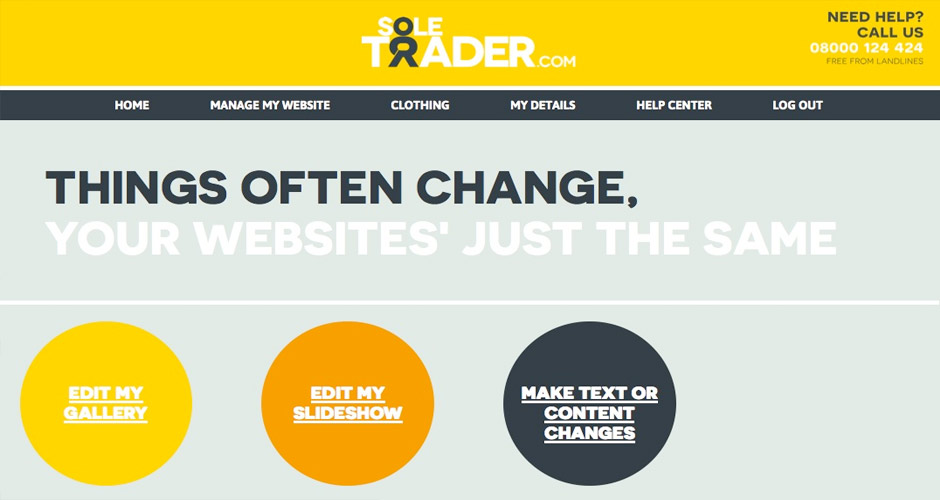 SOLE
TRADER.COM
NEED HELP?
CALL US
08000 124 424
FREE FROM LANDLINES
HOME MANAGE MY WEBSITE CLOTHING MY DETAILS HELP CENTER LOG OUT
THINGS OFTEN CHANGE,
YOUR WEBSITES' JUST THE SAME
EDIT MY
GALLERY
EDIT MY
SLIDESHOW
MAKE TEXT OR
CONTENT
CHANGES